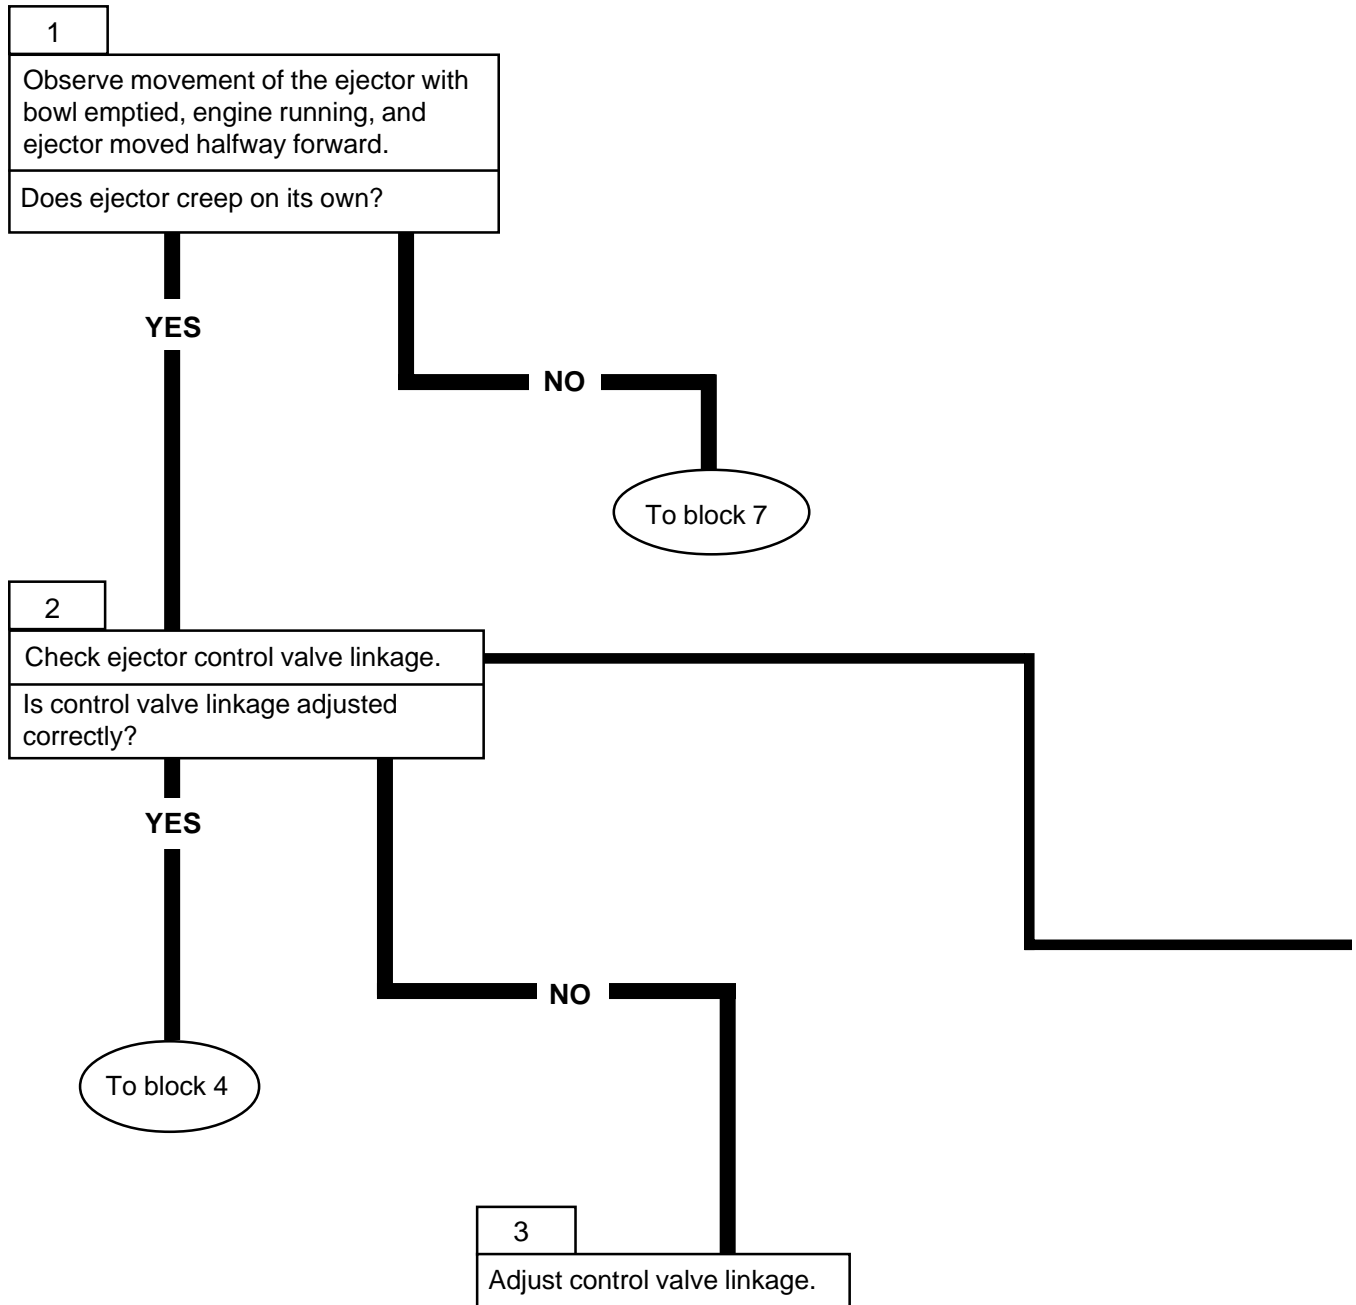 1
Observe movement of the ejector with
bowl emptied, engine running, and
ejector moved halfway forward.
Does ejector creep on its own?
YES
NO
To block 7
2
Check ejector control valve linkage.
Is control valve linkage adjusted
correctly?
YES
NO
To block 4
3
Adjust control valve linkage.